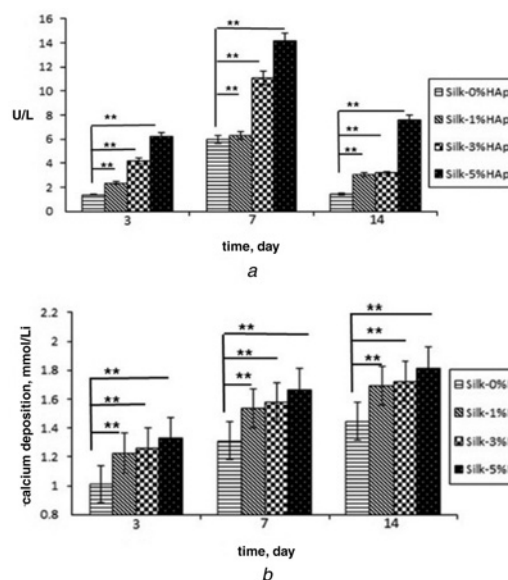 16
14
12
10
8
6
4
2
0
U/L
**
**
**
**
**
**
**
**
**
3
7
14
time, day
Silk-0%HAp
Silk-1%HAp
Silk-3%HAp
Silk-5%HAp
a
2.2
2
1.8
1.6
1.4
1.2
1
0.8
calcium deposition, mmol/Li
**
**
**
**
**
**
**
**
**
3
7
14
time, day
Silk-0%
Silk-1%
Silk-3%
Silk-5%
b